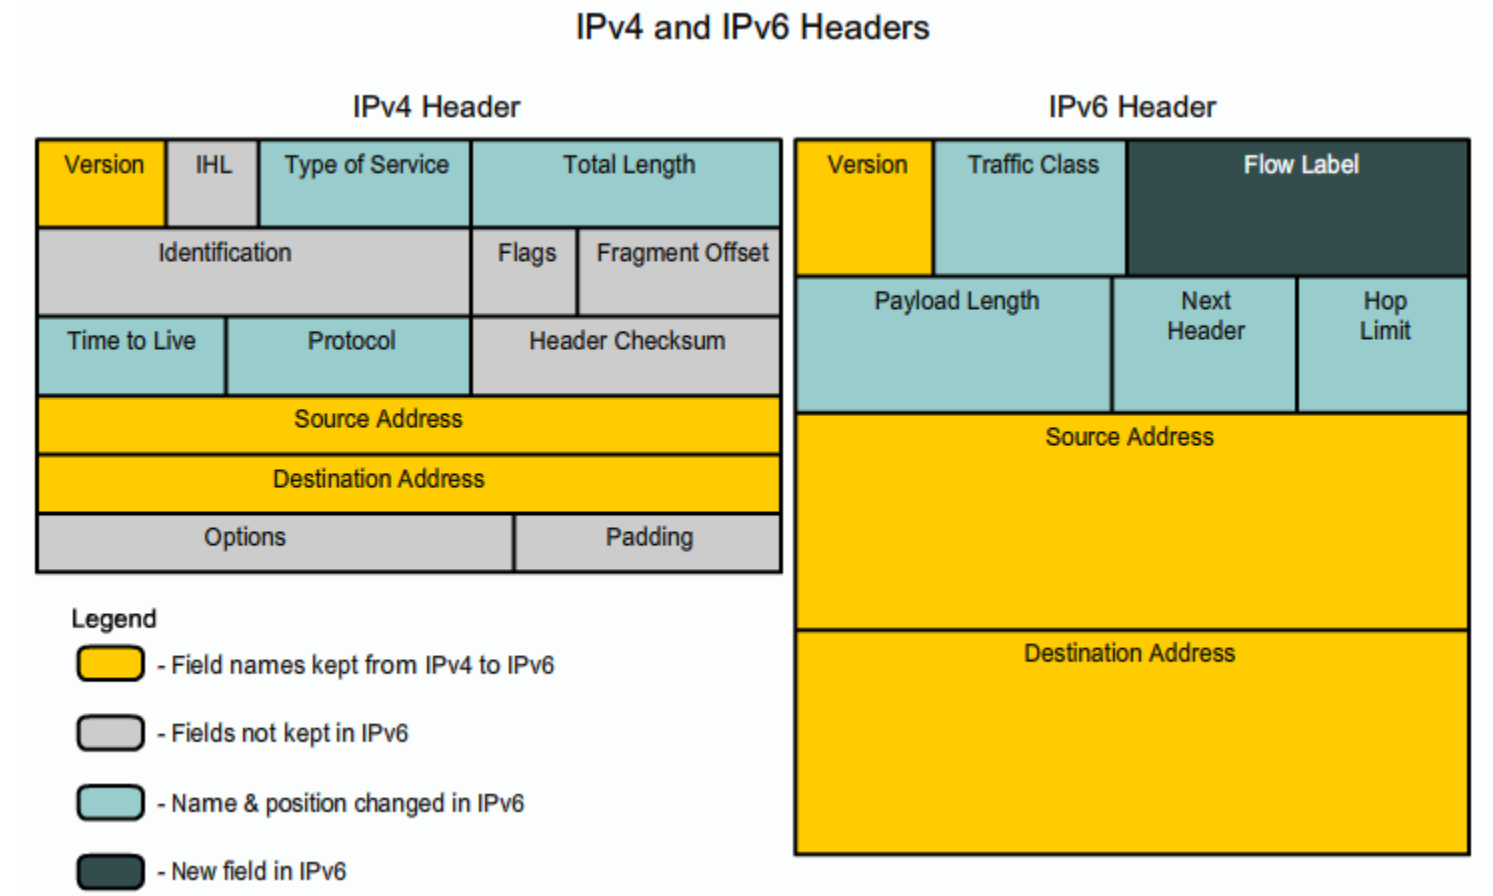 IPv4 and IPv6 Headers
IPv4 Header
Version IHL Type of Service Total Length
Identification Flags Fragment Offset
Time to Live Protocol Header Checksum
Source Address
Destination Address
Options Padding
Legend
- Field names kept from IPv4 to IPv6
- Fields not kept in IPv6
- Name & position changed in IPv6
- New field in IPv6
IPv6 Header
Version Traffic Class Flow Label
Payload Length Next Hop
Header Limit
Source Address
Destination Address